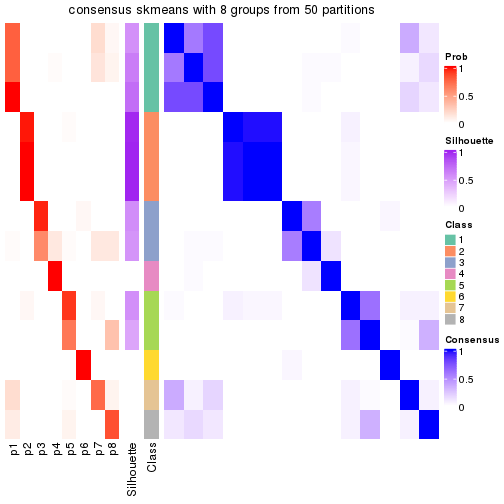 consensus skmeans with 8 groups from 50 partitions
Prob
1
0.5
0
Silhouette
1
0.5
0
Class
1
2
3
4
5
6
7
8
Consensus
1
0.5
0
p1
p2
p3
p4
p5
p6
p7
p8
Silhouette
Class